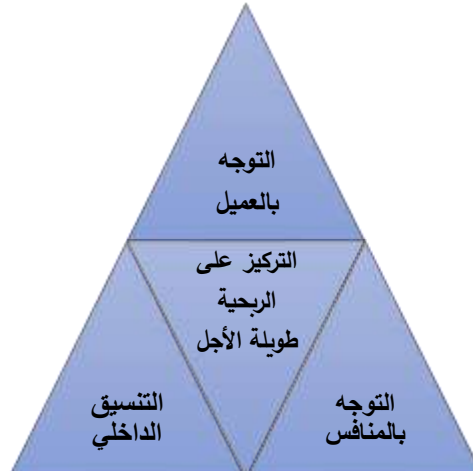 التوجه
بالعميل
التركيز على
الربحية
طويلة الأجل
التوجه
بالمنافس
التنسيق
الداخلي